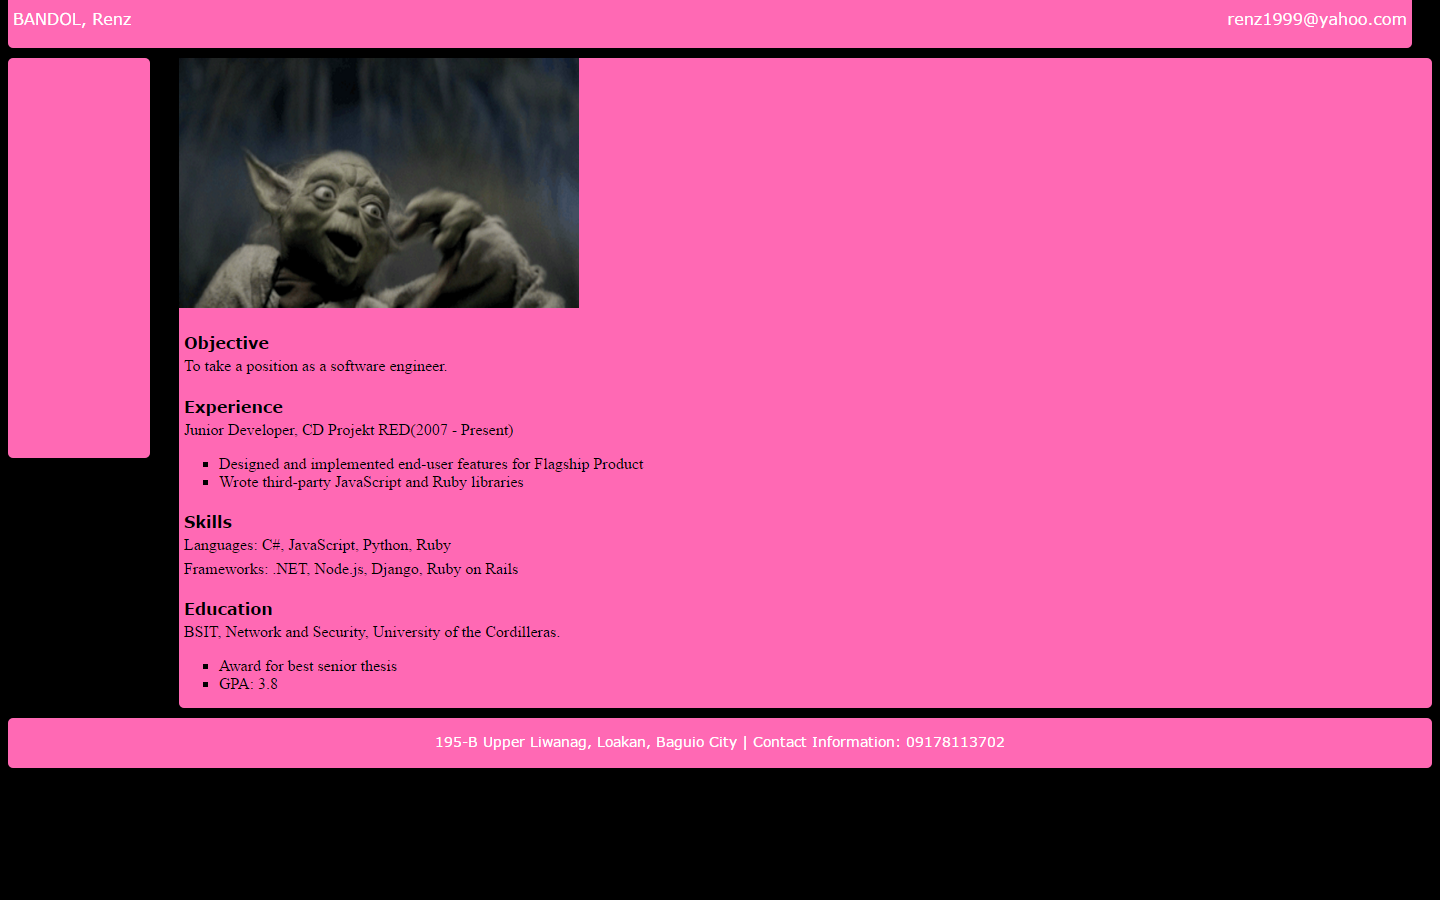 BANDOL, Renz
renz1999@yahoo.com
Objective
To take a position as a software engineer.
Experience
Junior Developer, CD Projekt RED(2007 - Present)
Designed and implemented end-user features for Flagship Product
Wrote third-party JavaScript and Ruby libraries
Skills
Languages: C#, JavaScript, Python, Ruby
Frameworks: .NET, Node.js, Django, Ruby on Rails
Education
BSIT, Network and Security, University of the Cordilleras.
Award for best senior thesis
GPA: 3.8
195-B Upper Liwanag, Loakan, Baguio City | Contact Information: 09178113702